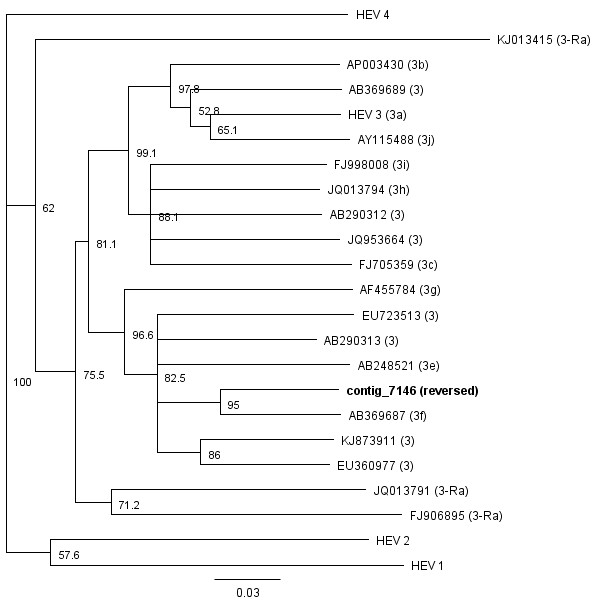 HEV 4
KJ013415 (3-Ra)
AP003430 (3b)
97.8
AB369689 (3)
52.8
HEV 3 (3a)
65.1
AY115488 (3j)
99.1
FJ998008 (3i)
JQ013794 (3h)
62
88.1
AB290312 (3)
81.1
JQ953664 (3)
FJ705359 (3c)
AF455784 (3g)
EU723513 (3)
96.6
AB290313 (3)
AB248521 (3e)
100
75.5
82.5
contig_7146 (reversed)
95
AB369687 (3f)
KJ873911 (3)
86
EU360977 (3)
JQ013791 (3-Ra)
71.2
FJ906895 (3-Ra)
HEV 2
57.6
HEV 1
0.03